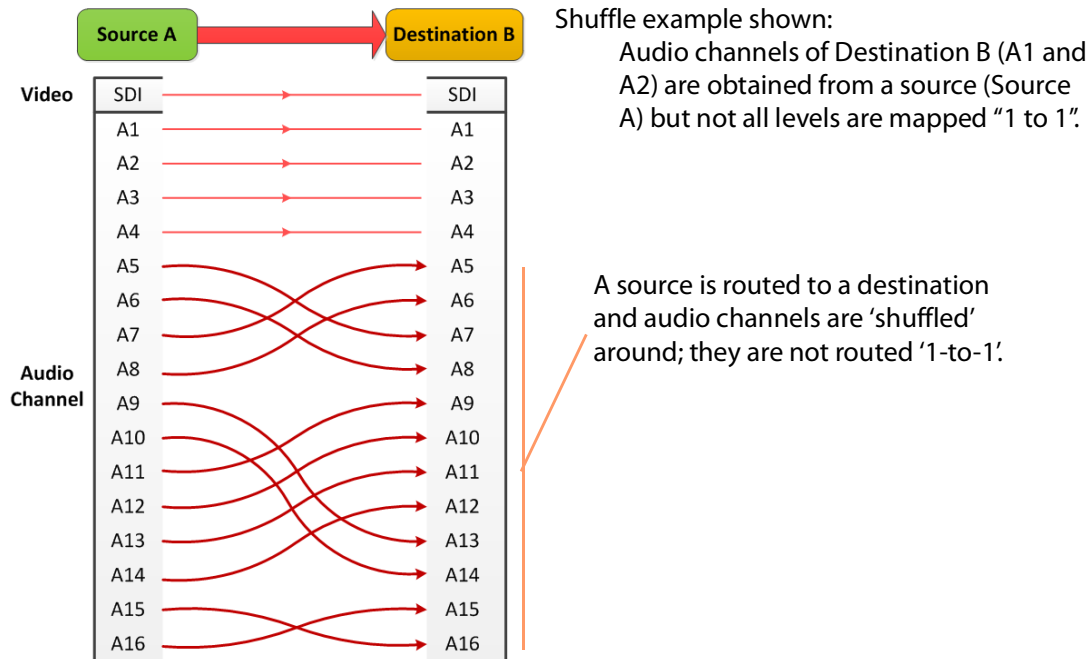 Source A
Destination B
Shuffle example shown:
Audio channels of Destination B (A1 and
A2) are obtained from a source (Source
A) but not all levels are mapped “1 to 1”.
Video
SDI
SDI
A1
A1
A2
A2
A3
A3
A4
A4
A5
A5
A6
A6
A7
A7
A8
A8
A source is routed to a destination
and audio channels are ‘shuffled’
around; they are not routed ‘1-to-1’.
Audio
Channel
A9
A9
A10
A10
A11
A11
A12
A12
A13
A13
A14
A14
A15
A15
A16
A16